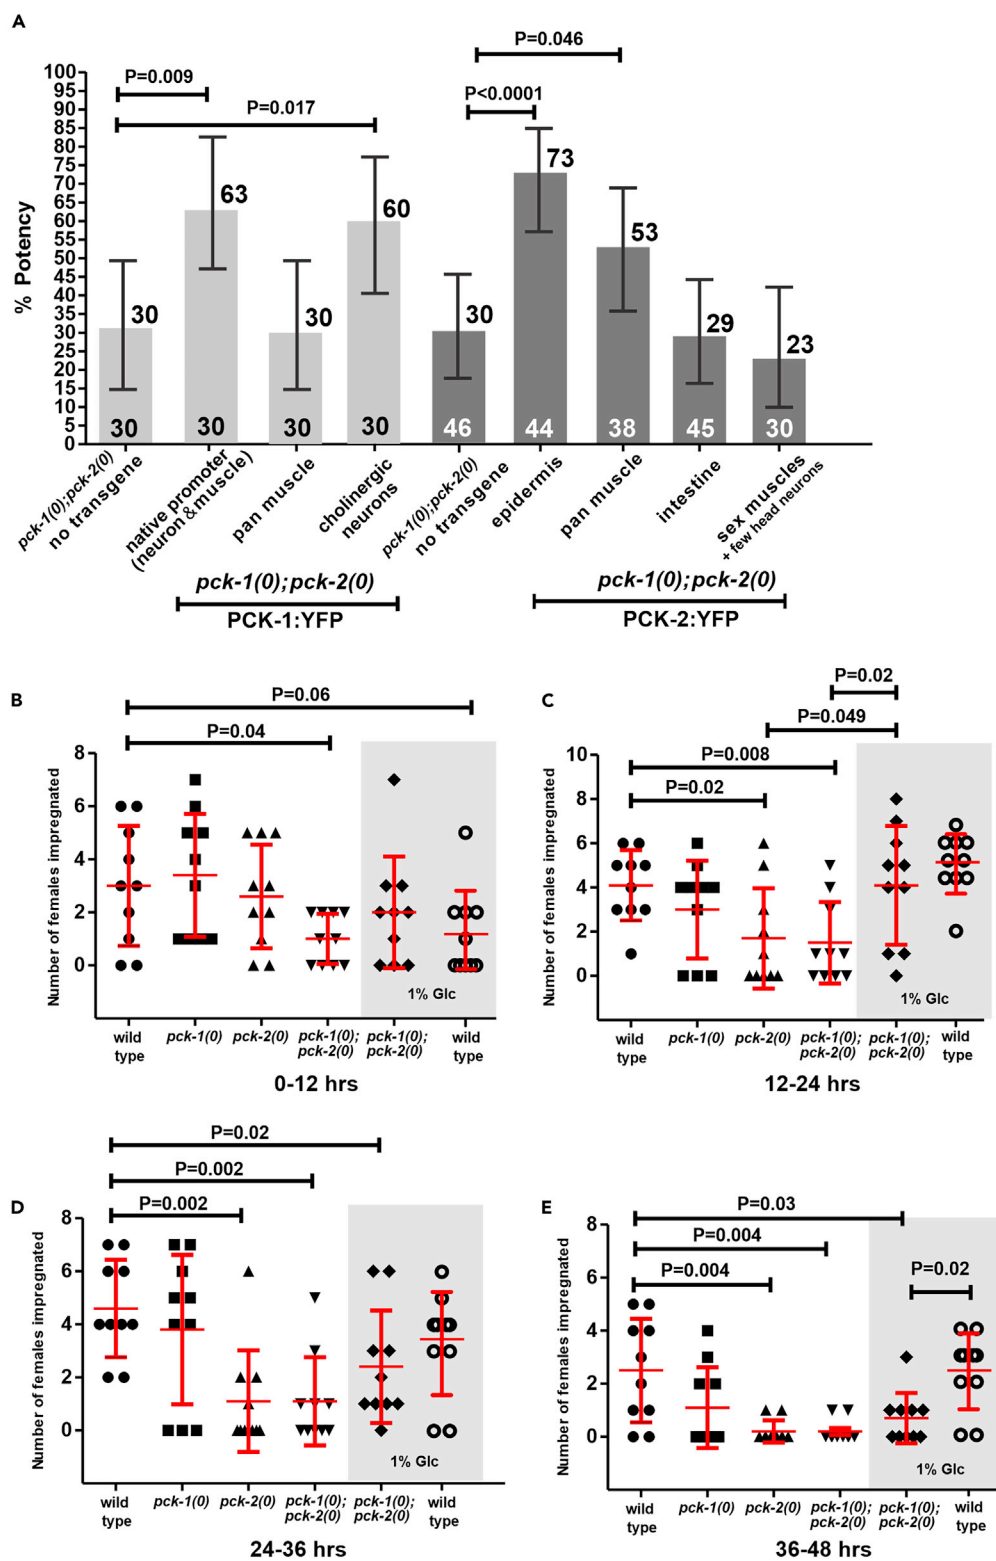 A
P=0.046
P=0.009
P<0.0001
P=0.017
% Potency
100
95
90
85
80
75
70
65
60
55
50
45
40
35
30
25
20
15
10
5
0
30
63
30
60
30
73
53
29
23
30
30
30
30
46
44
38
45
30
pck-1(0);pck-2(0)
no transgene
native promoter
(neuron & muscle)
pan muscle
cholinergic
neurons
pck-1(0);pck-2(0)
no transgene
epidermis
pan muscle
intestine
sex muscles
+ few head neurons
pck-1(0);pck-2(0)
PCK-1:YFP
pck-1(0);pck-2(0)
PCK-2:YFP
B
P=0.06
P=0.04
Number of females impregnated
8
6
4
2
0
1% Glc
wild
type
pck-1(0)
pck-2(0)
pck-1(0);
pck-2(0)
pck-1(0);
pck-2(0)
wild
type
0-12 hrs
C
P=0.02
P=0.049
P=0.008
P=0.02
Number of females impregnated
10
8
6
4
2
0
1% Glc
wild
type
pck-1(0)
pck-2(0)
pck-1(0);
pck-2(0)
pck-1(0);
pck-2(0)
wild
type
12-24 hrs
D
P=0.02
P=0.002
P=0.002
Number of females impregnated
8
6
4
2
0
1% Glc
wild
type
pck-1(0)
pck-2(0)
pck-1(0);
pck-2(0)
pck-1(0);
pck-2(0)
wild
type
24-36 hrs
E
P=0.03
P=0.004
P=0.02
P=0.004
Number of females impregnated
8
6
4
2
0
1% Glc
wild
type
pck-1(0)
pck-2(0)
pck-1(0);
pck-2(0)
pck-1(0);
pck-2(0)
wild
type
36-48 hrs